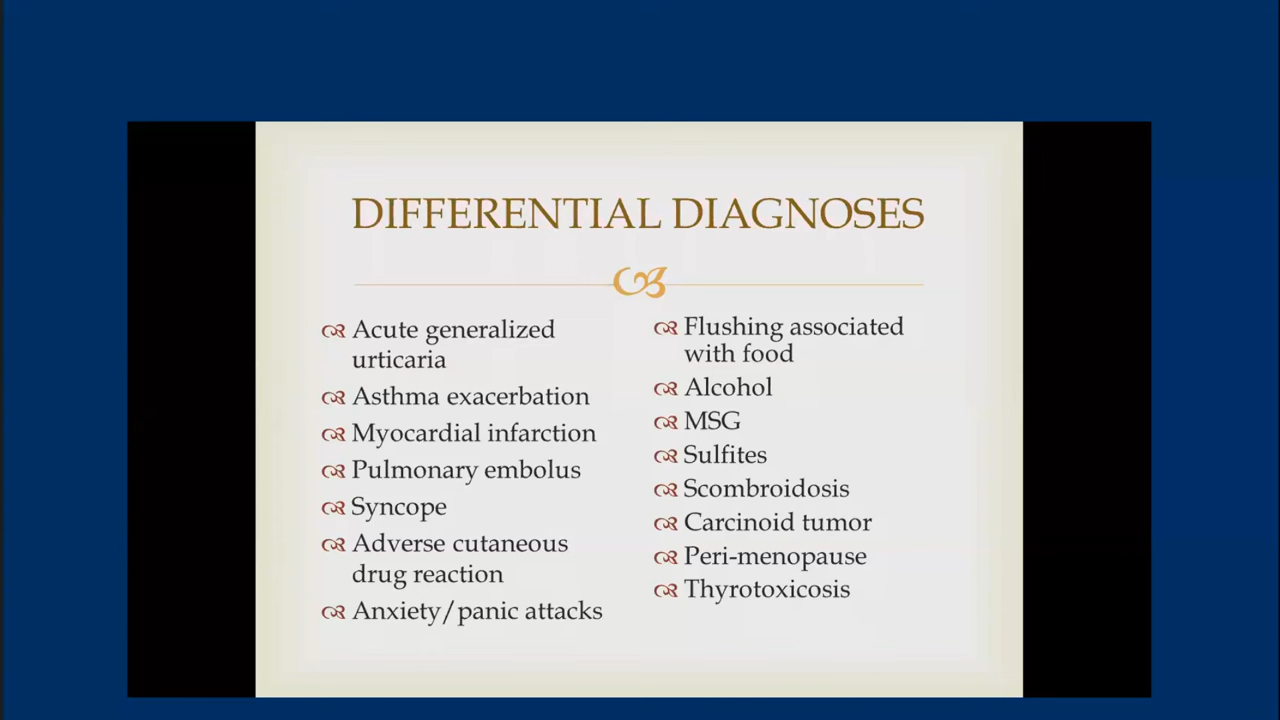 DIFFERENTIAL DIAGNOSES
Acute generalized
urticaria
Asthma exacerbation
Myocardial infarction
Pulmonary embolus
Syncope
Adverse cutaneous
drug reaction
Anxiety/panic attacks
Flushing associated
with food
Alcohol
MSG
Sulfites
Scombroidosis
Carcinoid tumor
Peri-menopause
Thyrotoxicosis